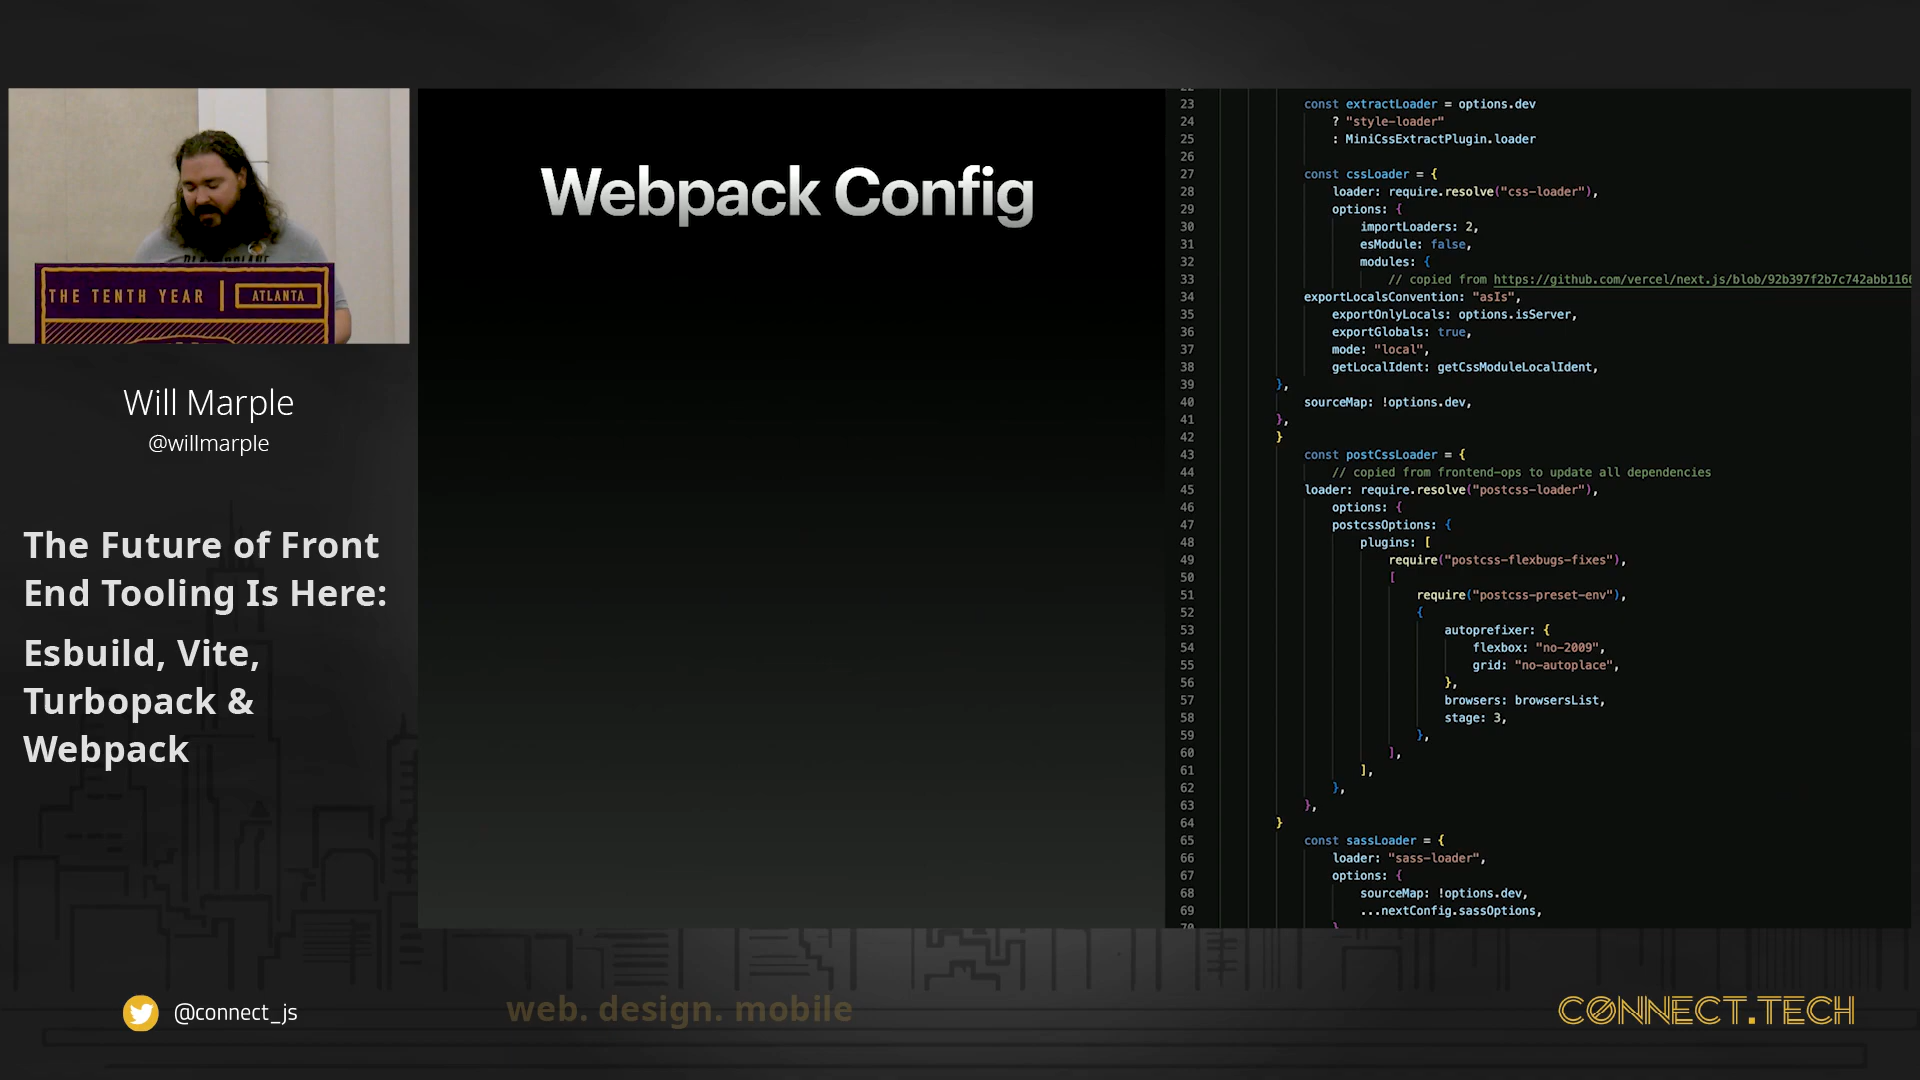 THE TENTH YEAR | ATLANTA
Will Marple
@willmarple
The Future of Front
End Tooling Is Here:
Esbuild, Vite,
Turbopack &
Webpack
Webpack Config
23 const extractLoader = options.dev
24 ? "style-loader"
25 : MiniCssExtractPlugin.loader
26
27 const cssLoader = {
28 loader: require.resolve("css-loader"),
29 options: {
30 importLoaders: 2,
31 esModule: false,
32 modules: {
33 // copied from https://github.com/vercel/next.js/blob/92b397f2b7c742abb116
34 exportLocalsConvention: "asIs",
35 exportOnlyLocals: options.isServer,
36 exportGlobals: true,
37 mode: "local",
38 getLocalIdent: getCssModuleLocalIdent,
39 },
40 sourceMap: !options.dev,
41 },
42 }
43 const postCssLoader = {
44 // copied from frontend-ops to update all dependencies
45 loader: require.resolve("postcss-loader"),
46 options: {
47 postcssOptions: {
48 plugins: [
49 require("postcss-flexbugs-fixes"),
50 [
51 require("postcss-preset-env"),
52 {
53 autoprefixer: {
54 flexbox: "no-2009",
55 grid: "no-autoplace",
56 },
57 browsers: browsersList,
58 stage: 3,
59 },
60 ],
61 ],
62 },
63 },
64 }
65 const sassLoader = {
66 loader: "sass-loader",
67 options: {
68 sourceMap: !options.dev,
69 ...nextConfig.sassOptions,
@connect_js
web. design. mobile
CONNECT.TECH